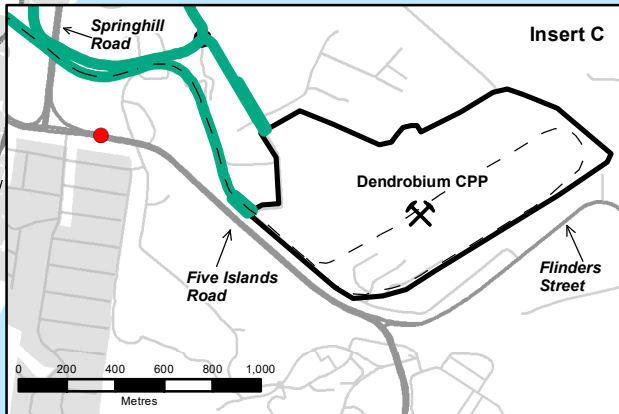 Springhill
Road
Insert C
Dendrobium CPP
Five Islands
Road
Flinders
Street
0 200 400 600 800 1,000
Metres